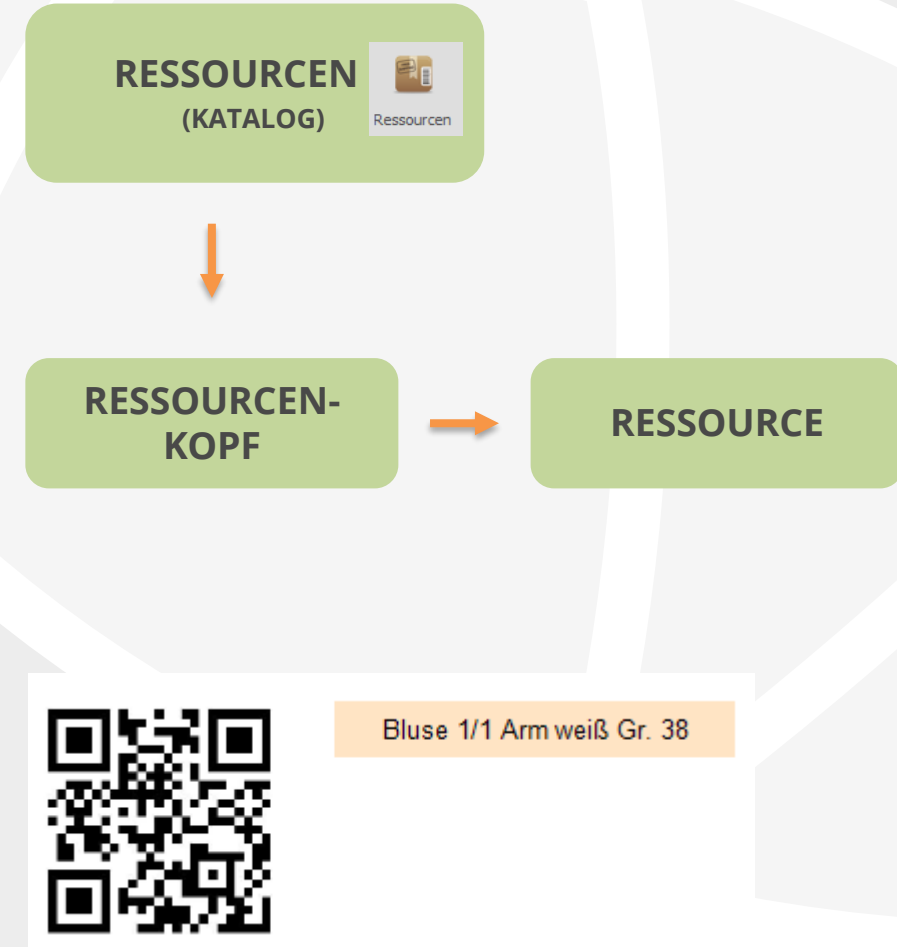 RESSOURCEN
(KATALOG)
Ressourcen
RESSOURCEN-
KOPF
RESSOURCE
Bluse 1/1 Arm weiß Gr. 38